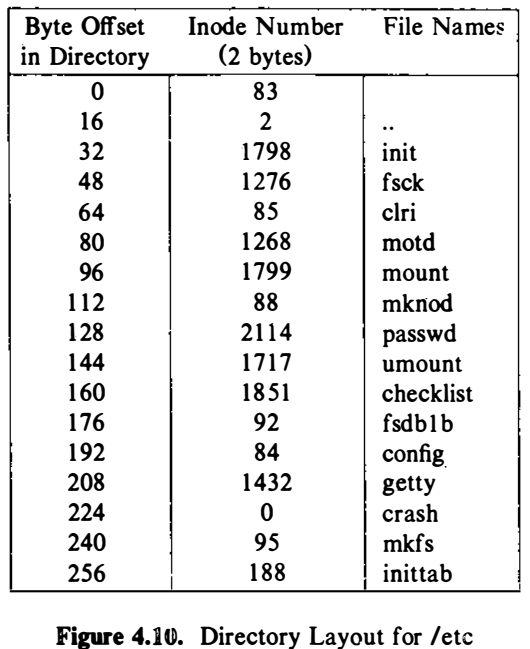 Byte Offset Inode Number File Names
in Directory (2 bytes)
0 83
16 2 ..
32 1798 init
48 1276 fsck
64 85 clri
80 1268 motd
96 1799 mount
112 88 mknod
128 2114 passwd
144 1717 umount
160 1851 checklist
176 92 fsdb1b
192 84 config
208 1432 getty
224 0 crash
240 95 mkfs
256 188 inittab
Figure 4.10. Directory Layout for /etc